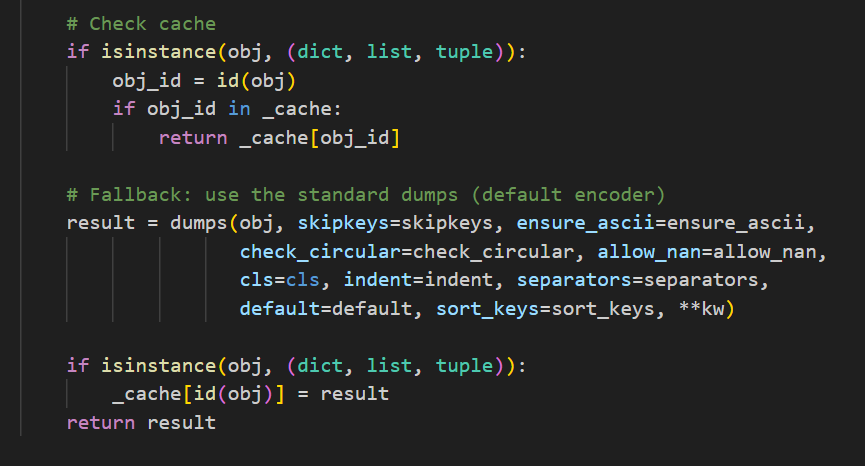 # Check cache
if isinstance(obj, (dict, list, tuple)):
obj_id = id(obj)
if obj_id in _cache:
return _cache[obj_id]
# Fallback: use the standard dumps (default encoder)
result = dumps(obj, skipkeys=skipkeys, ensure_ascii=ensure_ascii,
check_circular=check_circular, allow_nan=allow_nan,
cls=cls, indent=indent, separators=separators,
default=default, sort_keys=sort_keys, **kw)
if isinstance(obj, (dict, list, tuple)):
_cache[id(obj)] = result
return result